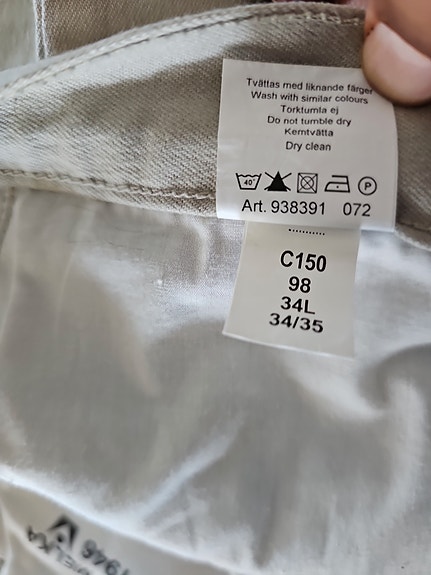 Tvättas med liknande färger
Wash with similar colours
Torktumla ej
Do not tumble dry
Kemtvätta
Dry clean
40°
P
Art. 938391 072
C150
98
34L
34/35
1946